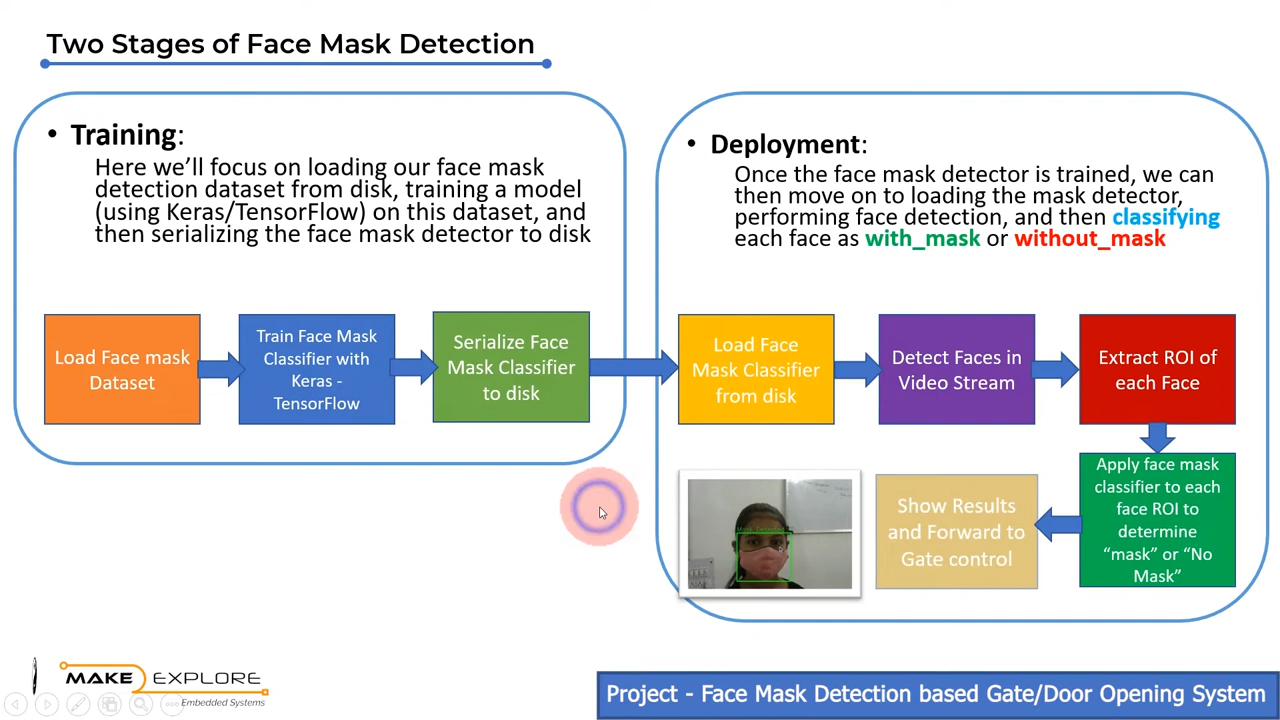 Two Stages of Face Mask Detection
• Training:
Here we’ll focus on loading our face mask
detection dataset from disk, training a model
(using Keras/TensorFlow) on this dataset, and
then serializing the face mask detector to disk
• Deployment:
Once the face mask detector is trained, we can
then move on to loading the mask detector,
performing face detection, and then classifying
each face as with_mask or without_mask
Load Face mask
Dataset
Train Face Mask
Classifier with
Keras -
TensorFlow
Serialize Face
Mask Classifier
to disk
Load Face
Mask Classifier
from disk
Detect Faces in
Video Stream
Extract ROI of
each Face
Apply face mask
classifier to each
face ROI to
determine
“mask” or “No
Mask”
Show Results
and Forward to
Gate control
MAKE EXPLORE
Embedded Systems
Project - Face Mask Detection based Gate/Door Opening System